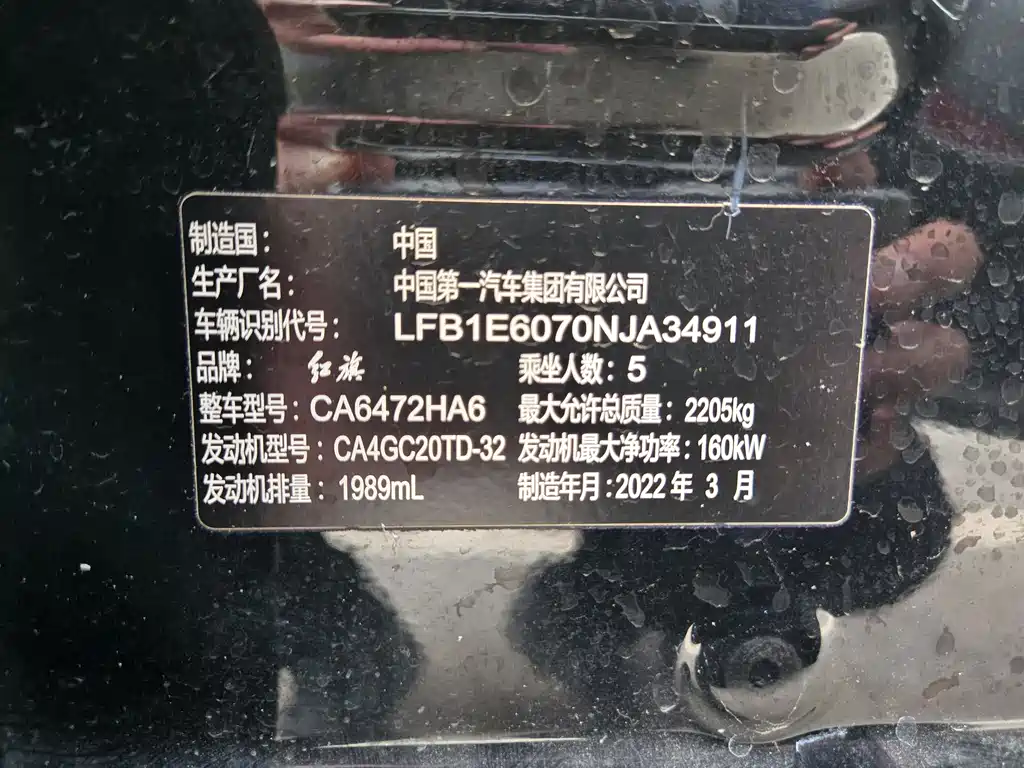 制造国： 中国
生产厂名： 中国第一汽车集团有限公司
车辆识别代号： LFB1E6070NJA34911
品牌： 红旗 乘坐人数：5
整车型号：CA6472HA6 最大允许总质量：2205kg
发动机型号：CA4GC20TD-32 发动机最大净功率：160kW
发动机排量：1989mL 制造年月：2022年 3 月